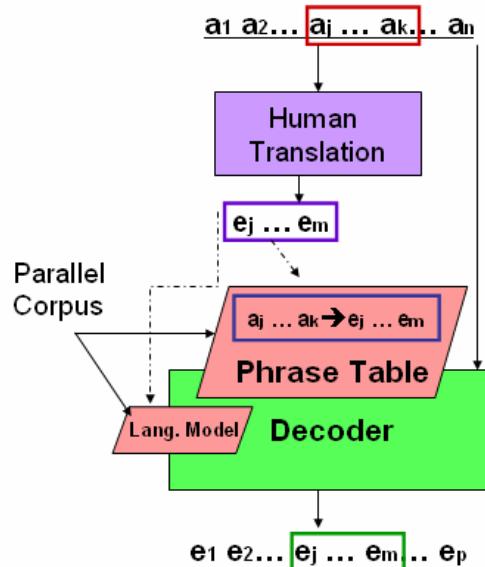 a1 a2... aj ... ak... an
Human
Translation
ej ... em
Parallel
Corpus
aj ... ak➔ej ... em
Phrase Table
Lang. Model
Decoder
e1 e2... ej ... em... ep